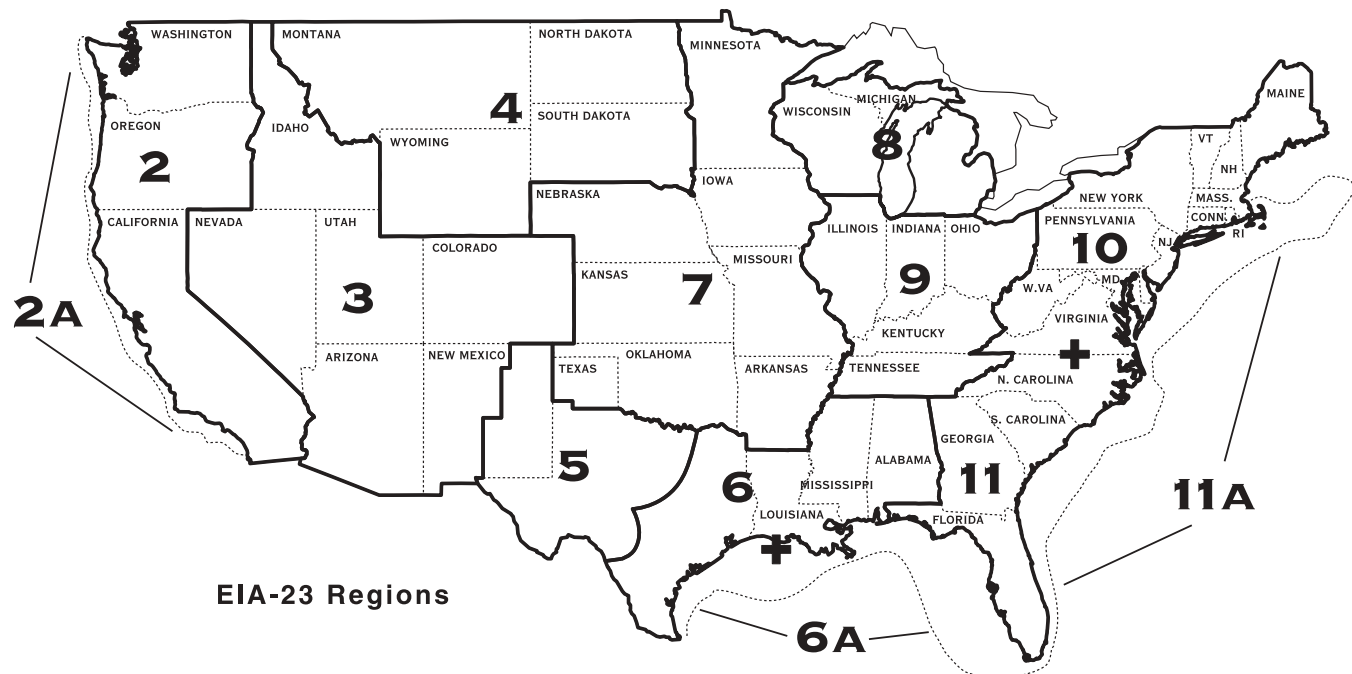 WASHINGTON
MONTANA
NORTH DAKOTA
MINNESOTA
MAINE
WISCONSIN
MICHIGAN
4
SOUTH DAKOTA
OREGON
IDAHO
WYOMING
8
VT
NH
2
IOWA
NEBRASKA
NEW YORK
MASS.
CALIFORNIA
NEVADA
UTAH
COLORADO
ILLINOIS
INDIANA
OHIO
PENNSYLVANIA
CONN.
RI
10
NJ
MISSOURI
KANSAS
9
W.VA
MD.
2A
3
7
VIRGINIA
KENTUCKY
+
ARIZONA
NEW MEXICO
OKLAHOMA
TEXAS
ARKANSAS
TENNESSEE
N. CAROLINA
S. CAROLINA
GEORGIA
5
6
ALABAMA
11
MISSISSIPPI
11A
LOUISIANA
FLORIDA
+
EIA-23 Regions
6A